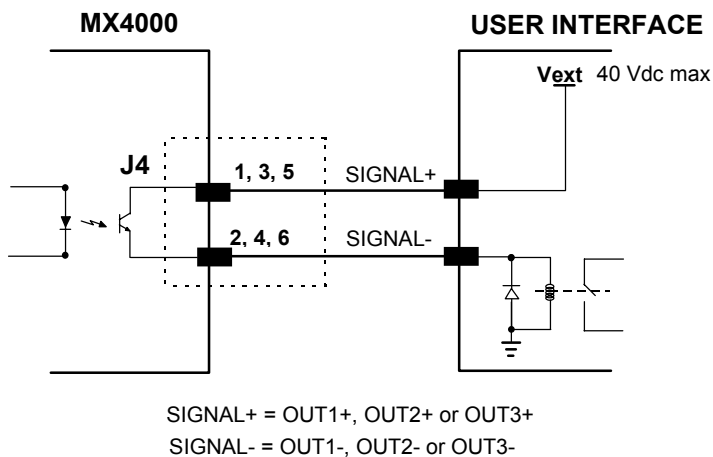 MX4000
USER INTERFACE
Vext 40 Vdc max
J4
1, 3, 5 SIGNAL+
2, 4, 6 SIGNAL-
SIGNAL+ = OUT1+, OUT2+ or OUT3+
SIGNAL- = OUT1-, OUT2- or OUT3-